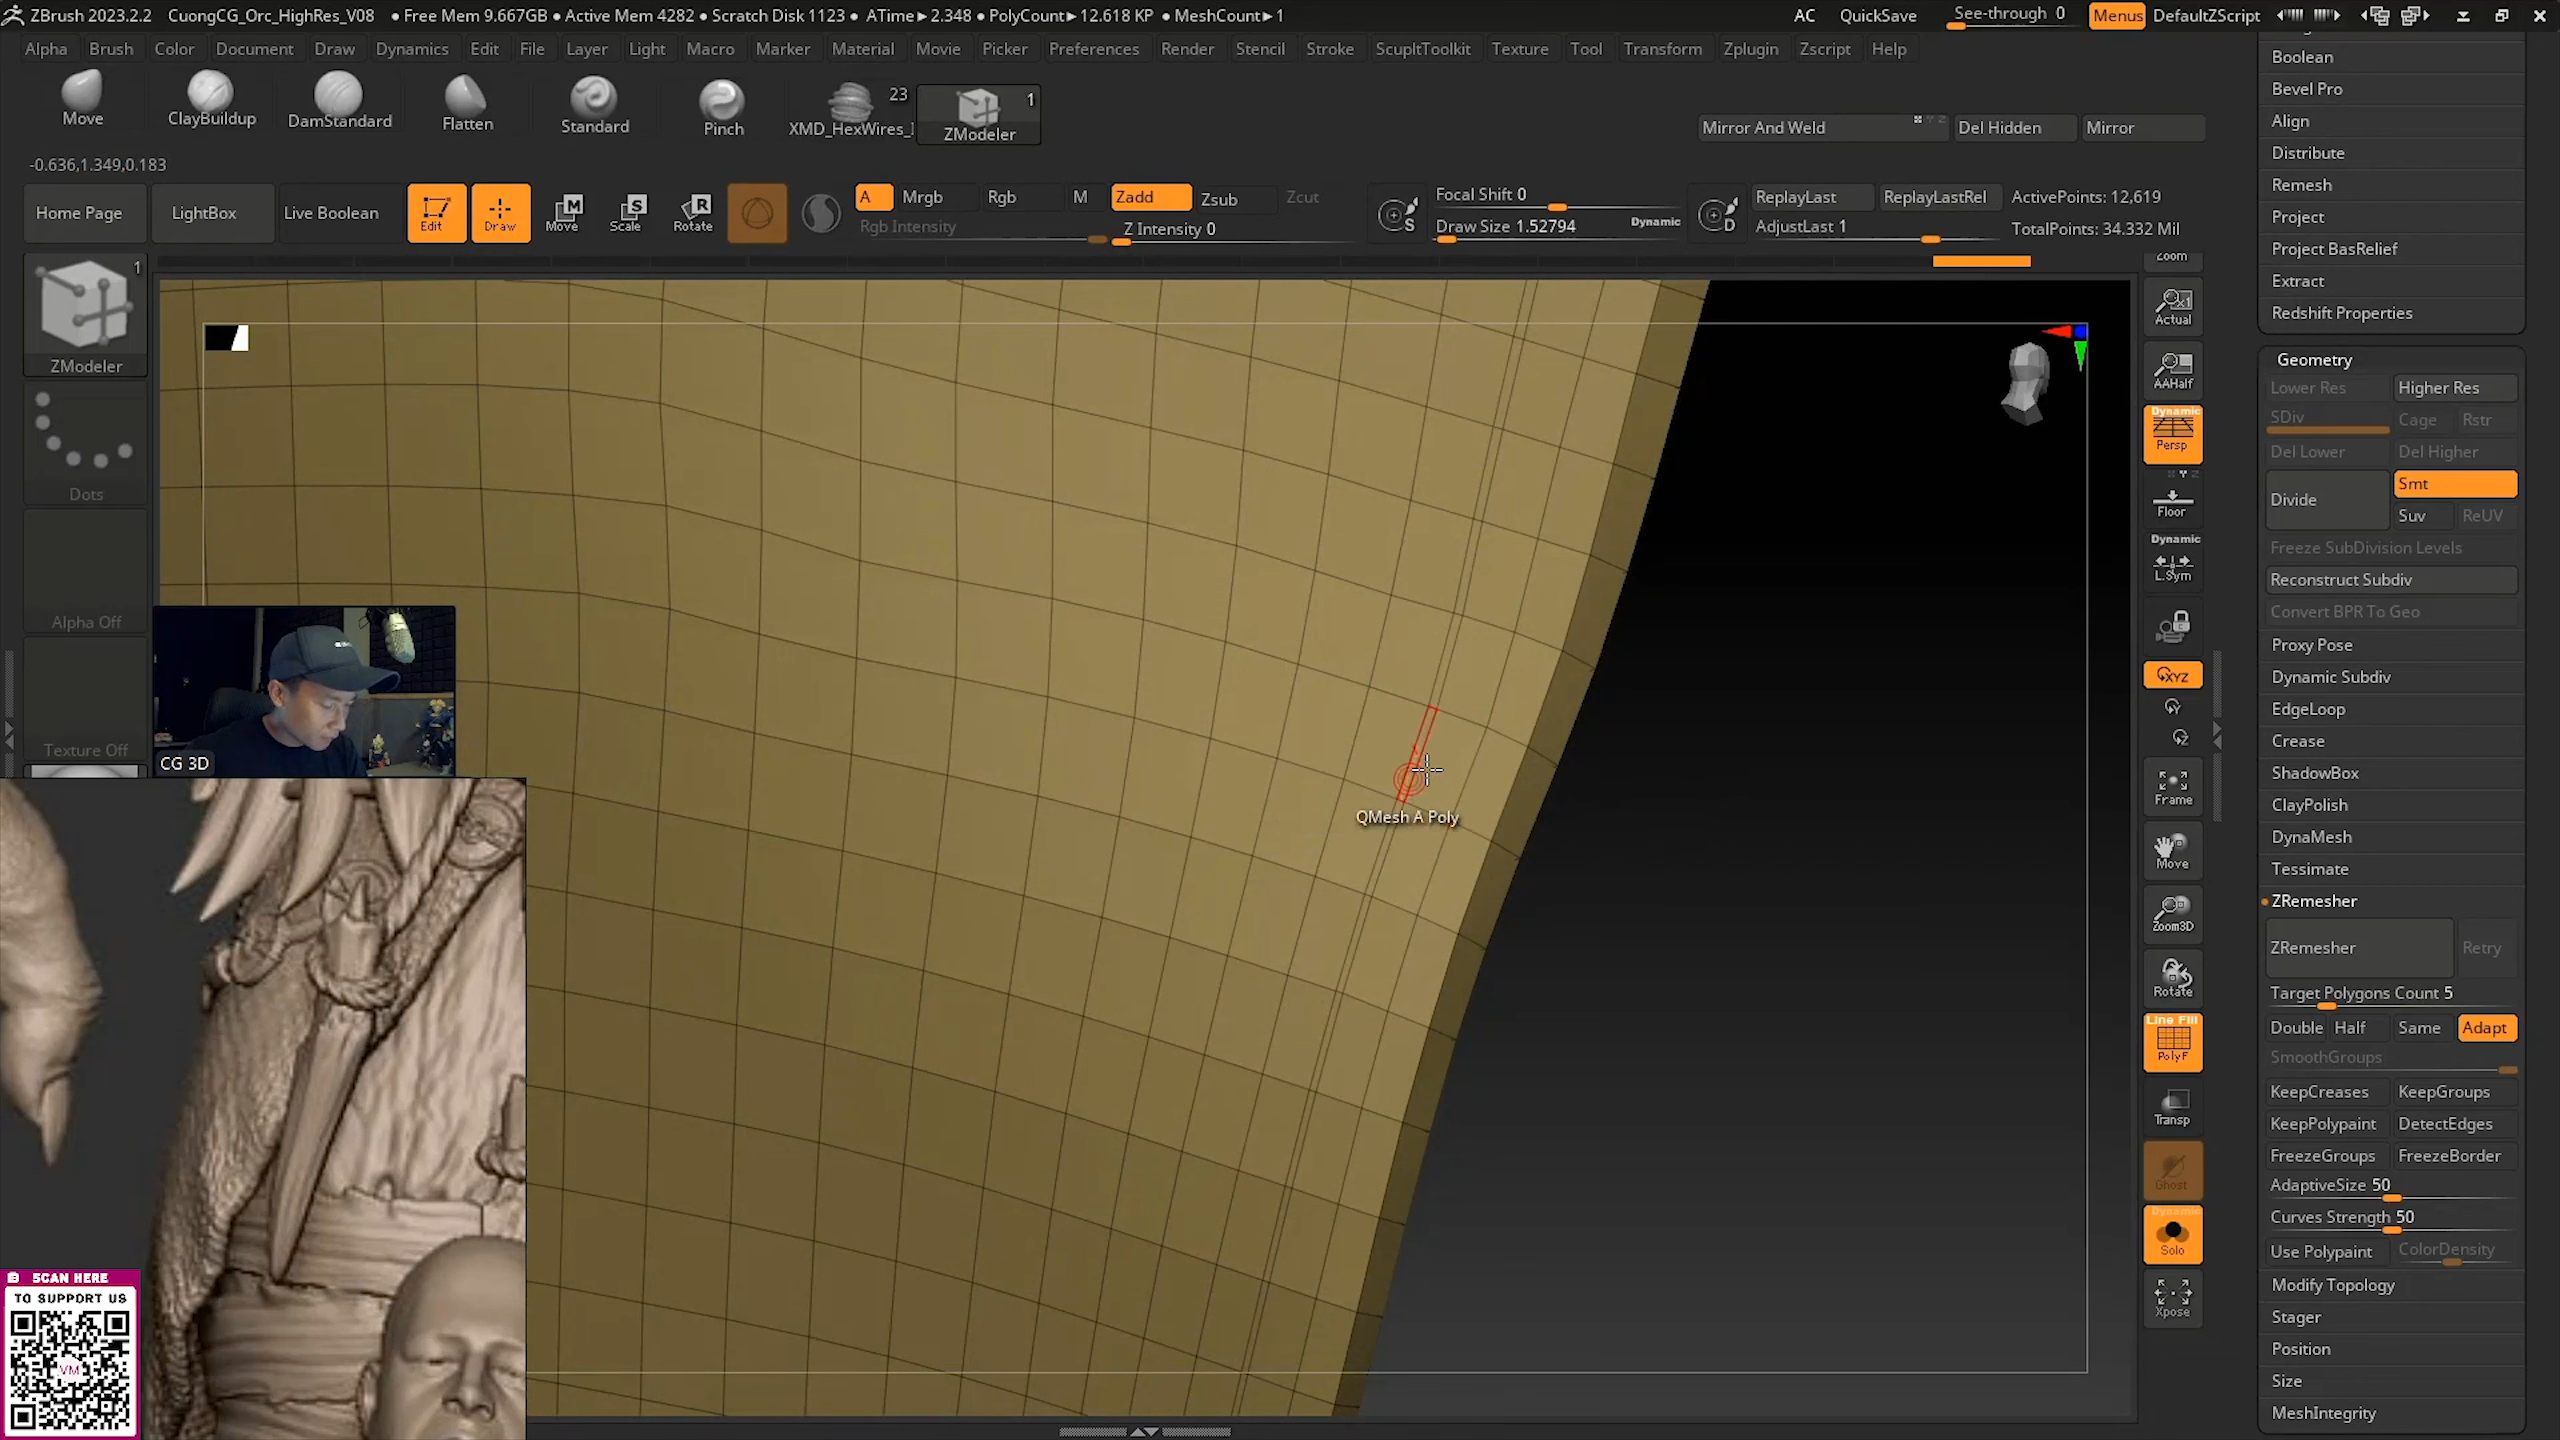 ZBrush 2023.2.2 CuongCG_Orc_HighRes_V08 • Free Mem 9.667GB • Active Mem 4282 • Scratch Disk 1123 • ATime►2.348 • PolyCount►12.618 KP • MeshCount►1
AC QuickSave See-through 0 Menus DefaultZScript
Alpha Brush Color Document Draw Dynamics Edit File Layer Light Macro Marker Material Movie Picker Preferences Render Stencil Stroke ScupltToolkit Texture Tool Transform Zplugin Zscript Help
Move ClayBuildup DamStandard Flatten Standard Pinch 23 XMD_HexWires_I 1 ZModeler
Mirror And Weld Del Hidden Mirror
-0.636,1.349,0.183
Home Page LightBox Live Boolean Edit Draw Move Scale Rotate
M S R
A Mrgb Rgb M Zadd Zsub Zcut
Rgb Intensity Z Intensity 0
S Focal Shift 0
Draw Size 1.52794 Dynamic
D ReplayLast ReplayLastRel ActivePoints: 12,619
AdjustLast 1 TotalPoints: 34.332 Mil
1
ZModeler
Dots
Alpha Off
Texture Off
CG 3D
SCAN HERE
TO SUPPORT US
VM
QMesh A Poly
Zoom
Actual
AAHalf
Dynamic
Persp
Floor
Dynamic
L.Sym
XYZ
Frame
Move
Zoom3D
Rotate
Line Fill
PolyF
Transp
Ghost
Dynamic
Solo
Xpose
Boolean
Bevel Pro
Align
Distribute
Remesh
Project
Project BasRelief
Extract
Redshift Properties
Geometry
Lower Res Higher Res
SDiv Cage Rstr
Del Lower Del Higher
Divide Smt
Suv ReUV
Freeze SubDivision Levels
Reconstruct Subdiv
Convert BPR To Geo
Proxy Pose
Dynamic Subdiv
EdgeLoop
Crease
ShadowBox
ClayPolish
DynaMesh
Tessimate
ZRemesher
ZRemesher Retry
Target Polygons Count 5
Double Half Same Adapt
SmoothGroups
KeepCreases KeepGroups
KeepPolypaint DetectEdges
FreezeGroups FreezeBorder
AdaptiveSize 50
Curves Strength 50
Use Polypaint ColorDensity
Modify Topology
Stager
Position
Size
MeshIntegrity